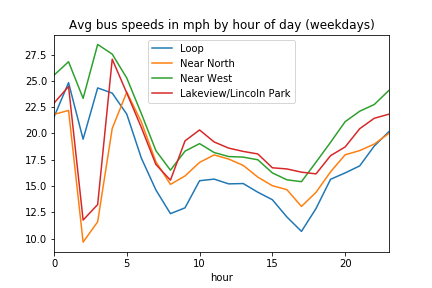 Avg bus speeds in mph by hour of day (weekdays)
27.5
25.0
22.5
20.0
17.5
15.0
12.5
10.0
Loop
Near North
Near West
Lakeview/Lincoln Park
0 5 10 15 20
hour